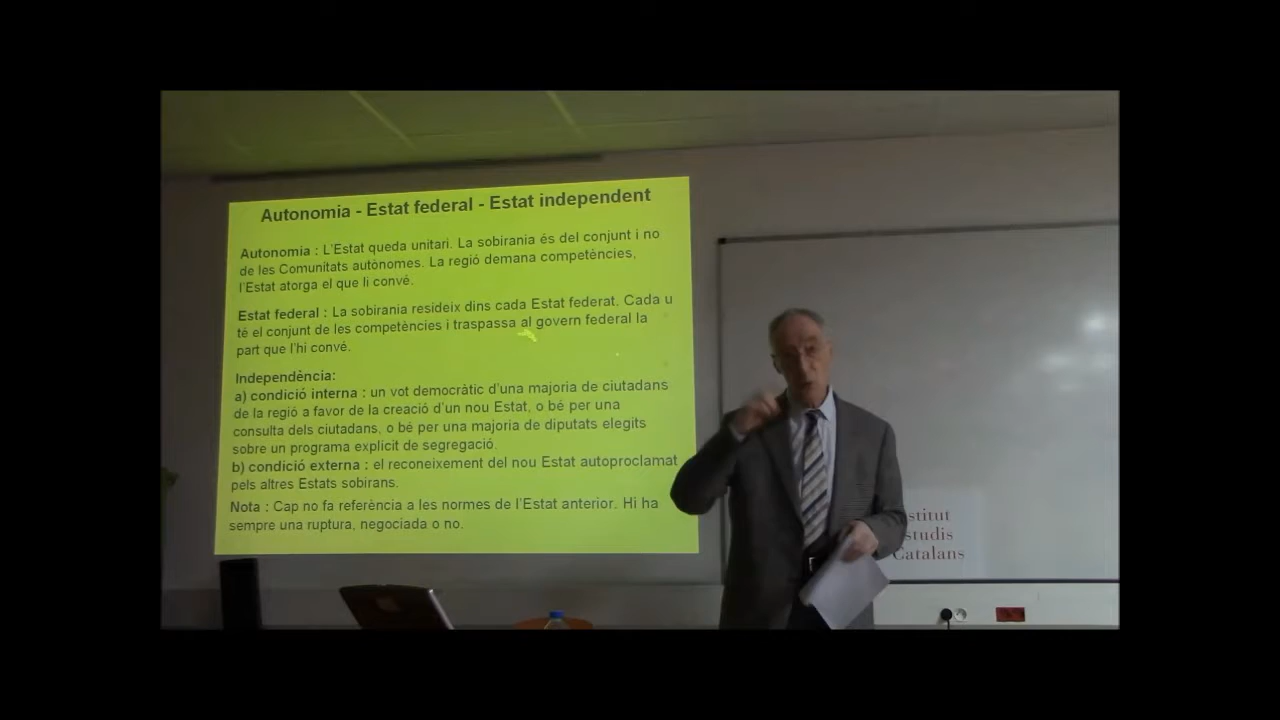 Autonomia - Estat federal - Estat independent
Autonomia : L'Estat queda unitari. La sobirania és del conjunt i no
de les Comunitats autònomes. La regió demana competències,
l'Estat atorga el que li convé.
Estat federal : La sobirania resideix dins cada Estat federat. Cada u
té el conjunt de les competències i traspassa al govern federal la
part que l'hi convé.
Independència:
a) condició interna : un vot democràtic d'una majoria de ciutadans
de la regió a favor de la creació d'un nou Estat, o bé per una
consulta dels ciutadans, o bé per una majoria de diputats elegits
sobre un programa explícit de segregació.
b) condició externa : el reconeixement del nou Estat autoproclamat
pels altres Estats sobirans.
Nota : Cap no fa referència a les normes de l'Estat anterior. Hi ha
sempre una ruptura, negociada o no.
stitut
studis
Catalans